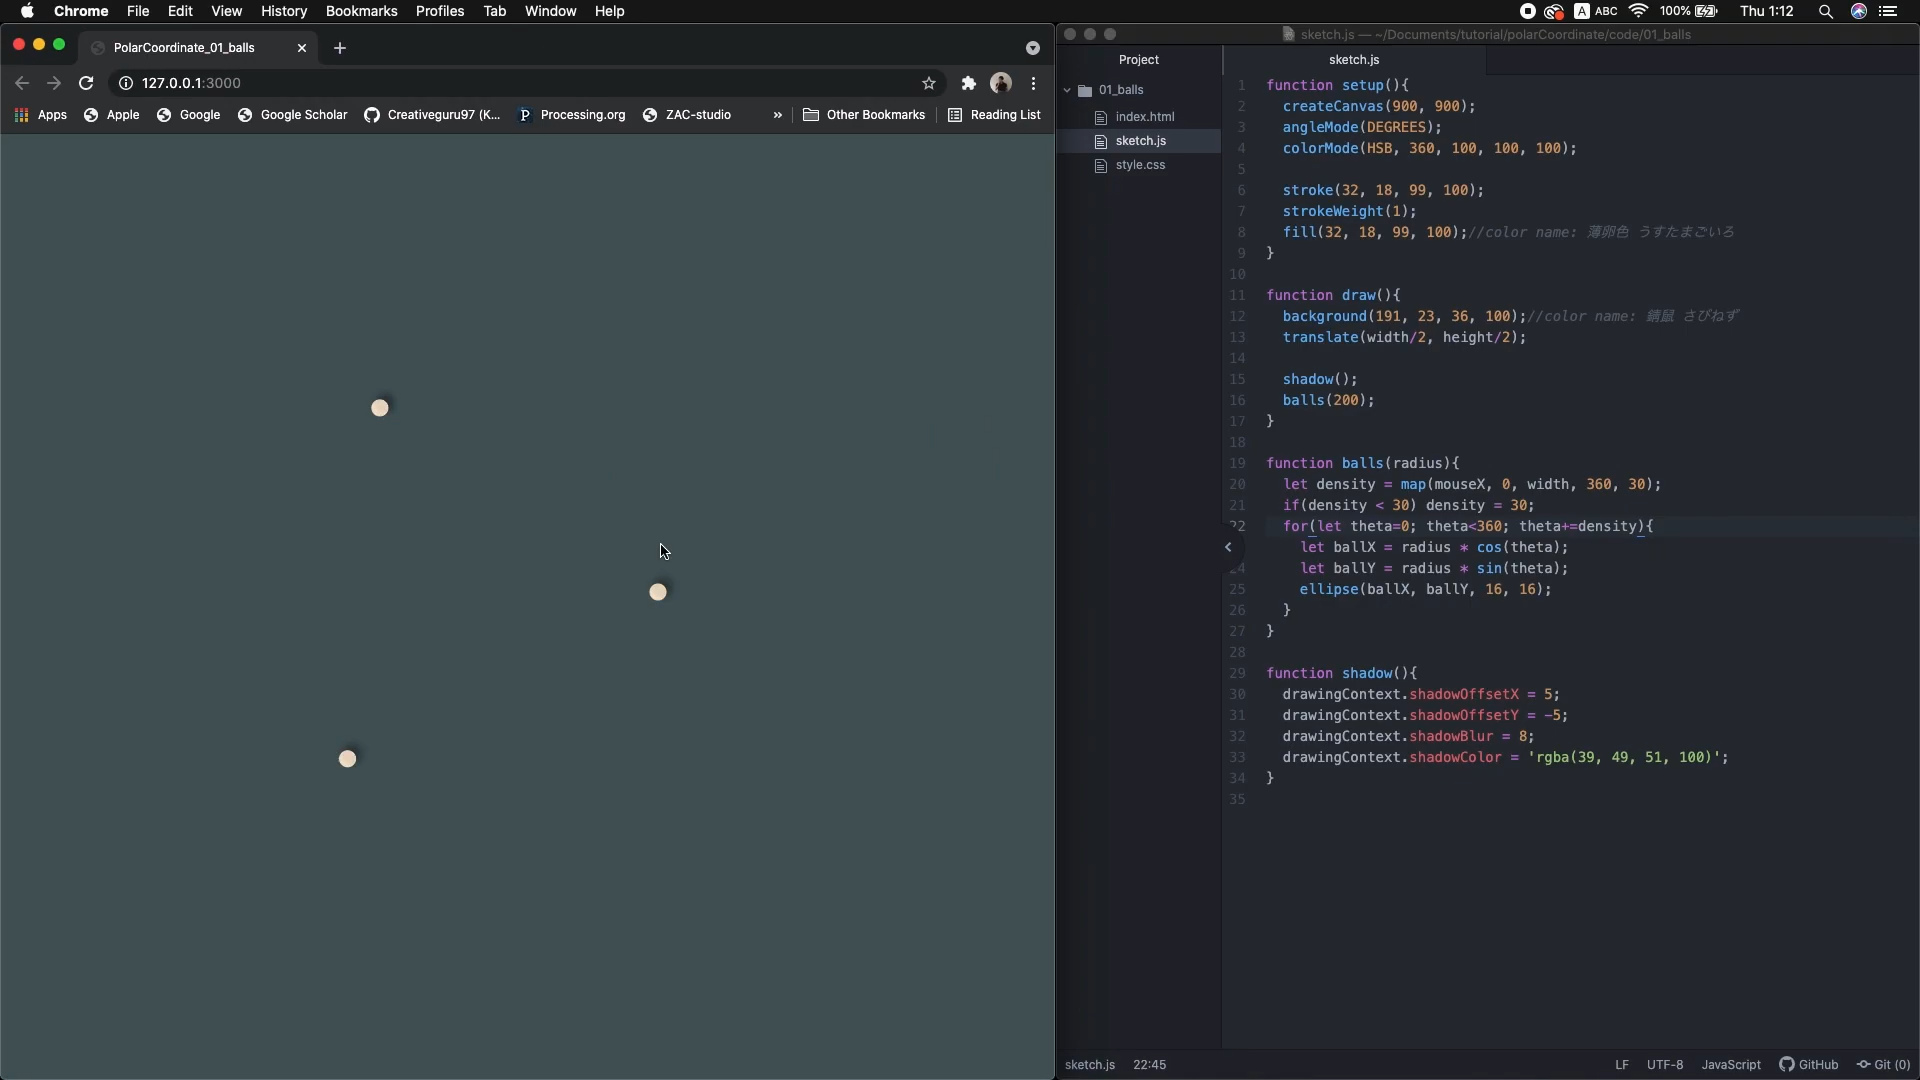 Chrome File Edit View History Bookmarks Profiles Tab Window Help
A ABC 100% Thu 1:12
PolarCoordinate_01_balls
127.0.0.1:3000
Apps Apple Google Google Scholar Creativeguru97 (K... Processing.org ZAC-studio » Other Bookmarks Reading List
sketch.js — ~/Documents/tutorial/polarCoordinate/code/01_balls
Project
01_balls
index.html
sketch.js
style.css
sketch.js
1 function setup(){
2 createCanvas(900, 900);
3 angleMode(DEGREES);
4 colorMode(HSB, 360, 100, 100, 100);
5
6 stroke(32, 18, 99, 100);
7 strokeWeight(1);
8 fill(32, 18, 99, 100);//color name: 薄卵色 うすたまごいろ
9 }
10
11 function draw(){
12 background(191, 23, 36, 100);//color name: 錆鼠 さびねず
13 translate(width/2, height/2);
14
15 shadow();
16 balls(200);
17 }
18
19 function balls(radius){
20 let density = map(mouseX, 0, width, 360, 30);
21 if(density < 30) density = 30;
22 for(let theta=0; theta<360; theta+=density){
let ballX = radius * cos(theta);
24 let ballY = radius * sin(theta);
25 ellipse(ballX, ballY, 16, 16);
26 }
27 }
28
29 function shadow(){
30 drawingContext.shadowOffsetX = 5;
31 drawingContext.shadowOffsetY = -5;
32 drawingContext.shadowBlur = 8;
33 drawingContext.shadowColor = 'rgba(39, 49, 51, 100)';
34 }
35
sketch.js 22:45
LF UTF-8 JavaScript GitHub Git (0)